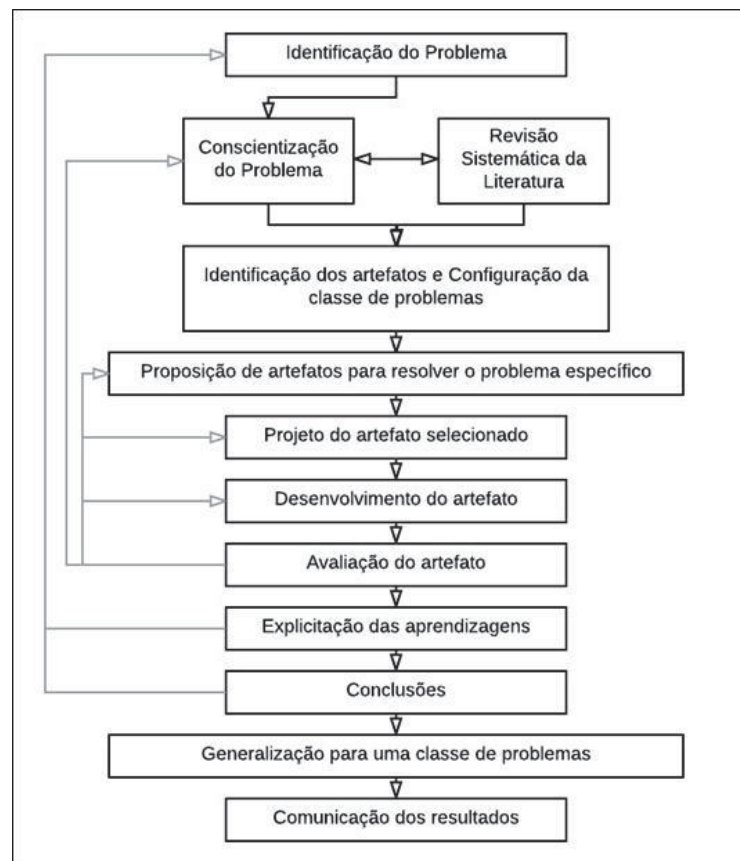 Identificação do Problema
Conscientização
do Problema
Revisão
Sistemática da
Literatura
Identificação dos artefatos e Configuração da
classe de problemas
Proposição de artefatos para resolver o problema específico
Projeto do artefato selecionado
Desenvolvimento do artefato
Avaliação do artefato
Explicitação das aprendizagens
Conclusões
Generalização para uma classe de problemas
Comunicação dos resultados